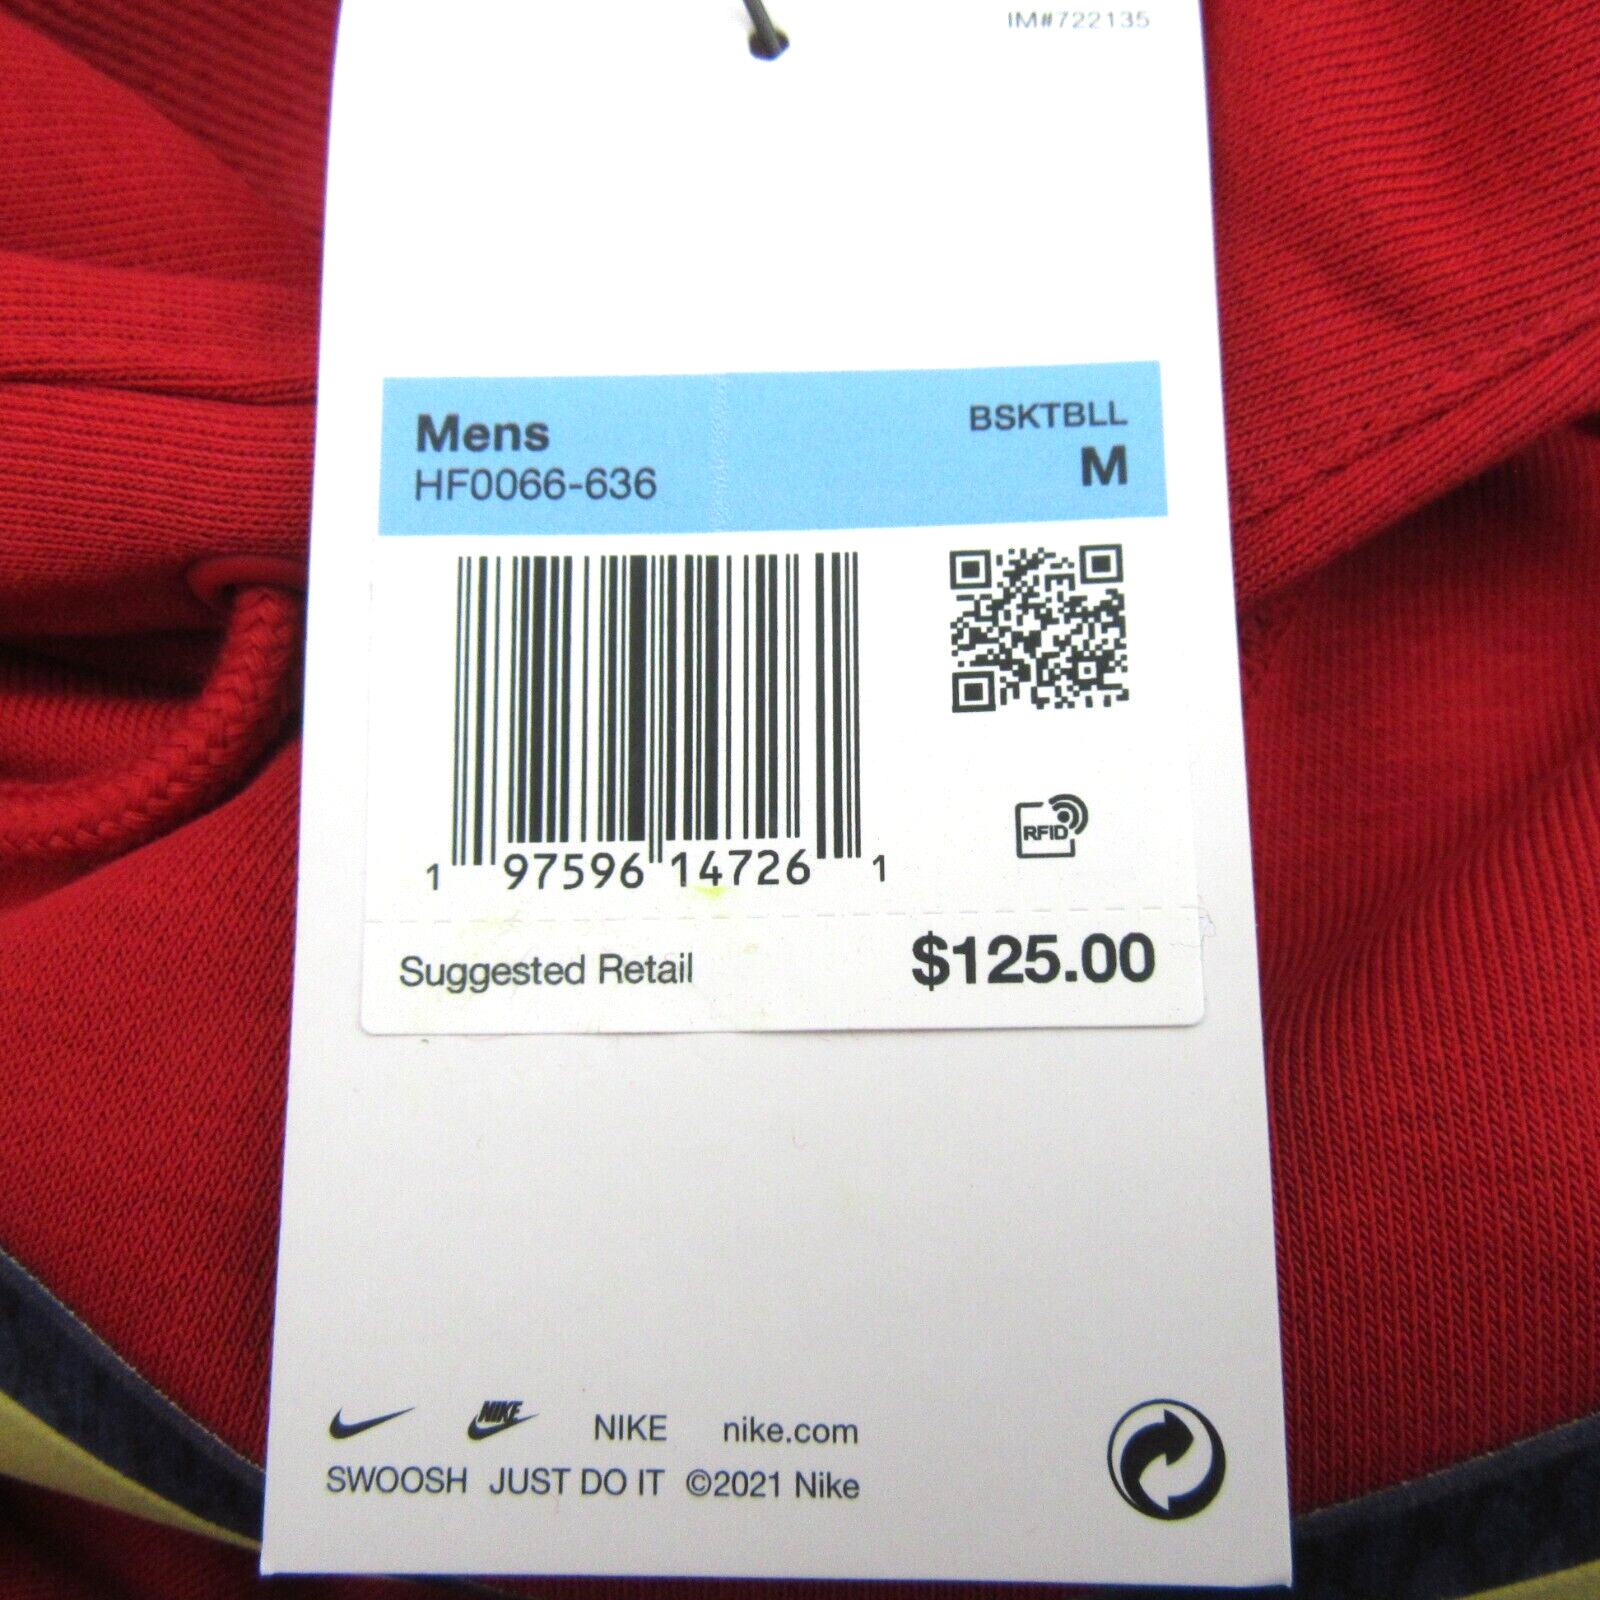 IM#722135
Mens
HF0066-636
BSKTBLL
M
1 97596 14726 1
RFID
Suggested Retail $125.00
NIKE NIKE nike.com
SWOOSH JUST DO IT ©2021 Nike